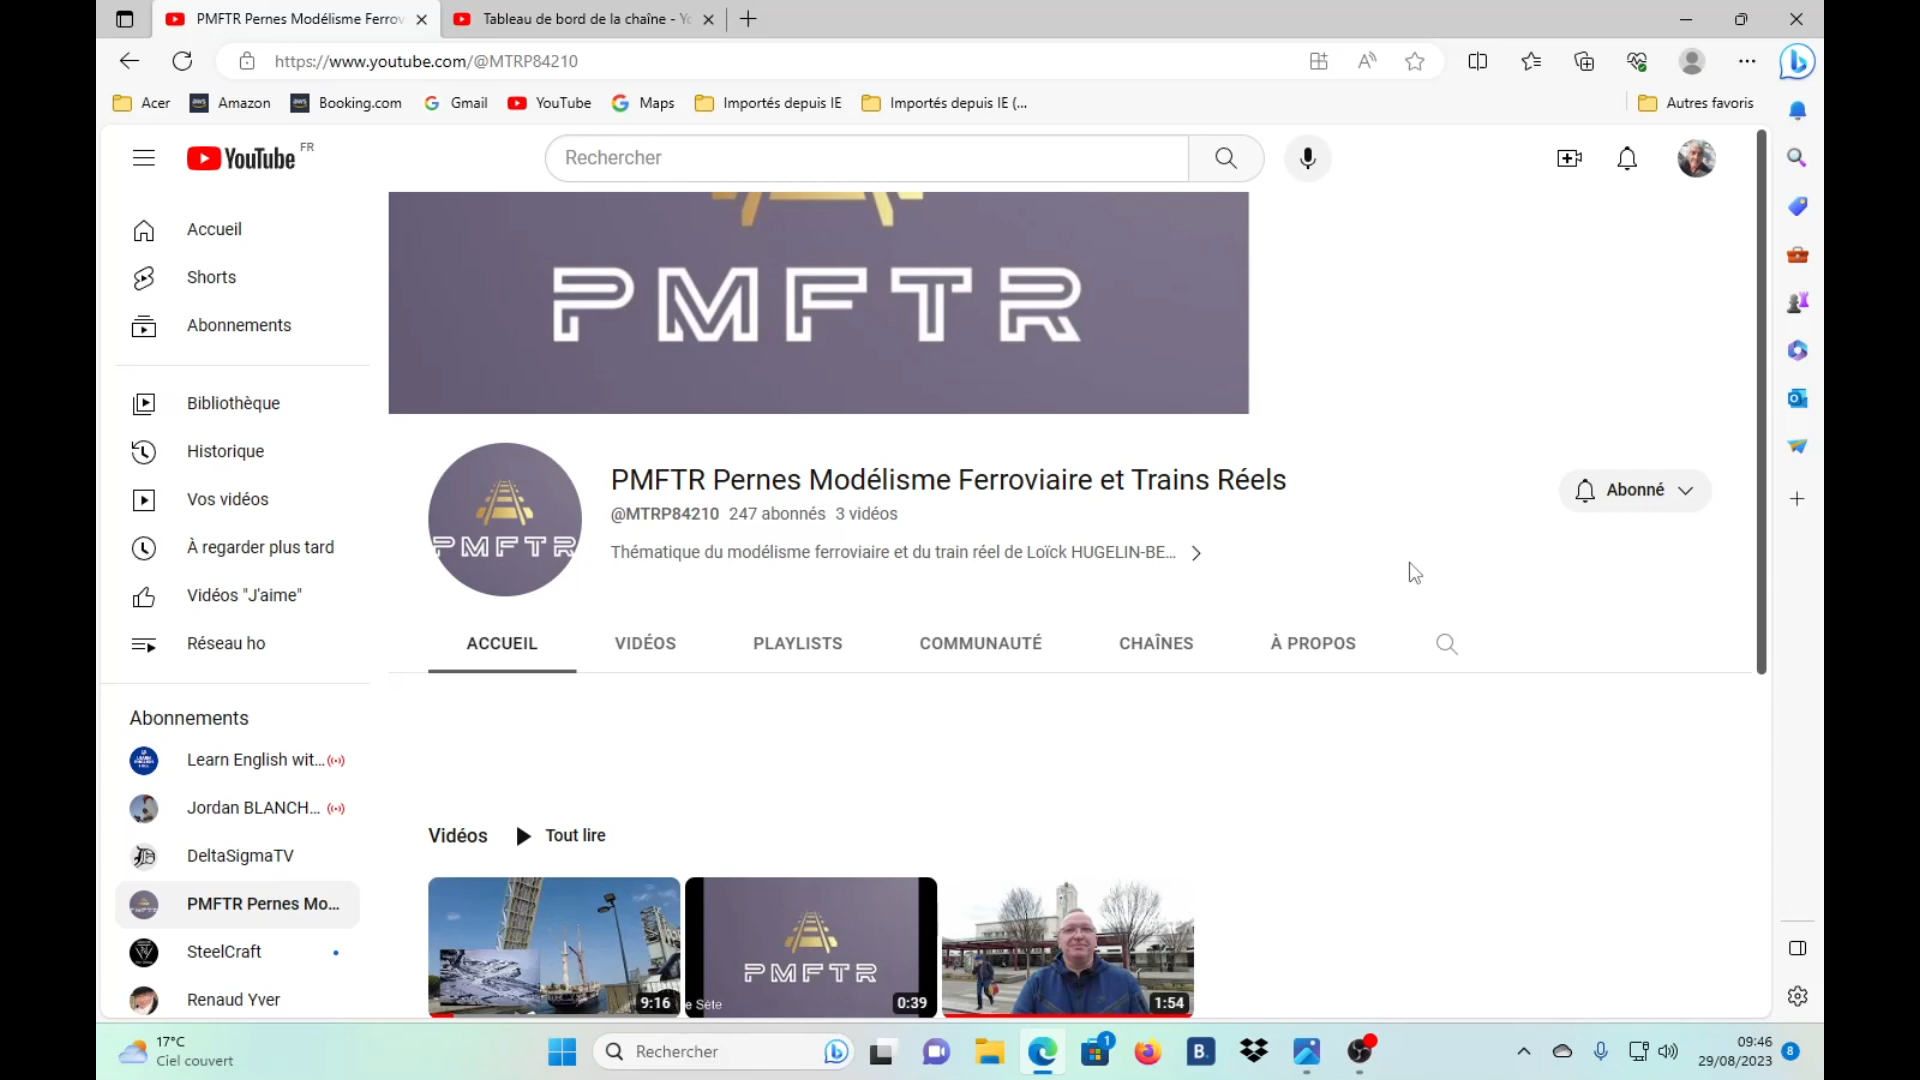 PMFTR Pernes Modélisme Ferrov
Tableau de bord de la chaîne - Yo
https://www.youtube.com/@MTRP84210
Acer
Amazon
Booking.com
Gmail
YouTube
Maps
Importés depuis IE
Importés depuis IE (...
Autres favoris
YouTube FR
Rechercher
Accueil
Shorts
Abonnements
Bibliothèque
Historique
Vos vidéos
À regarder plus tard
Vidéos "J'aime"
Réseau ho
Abonnements
Learn English wit...
Jordan BLANCH...
DeltaSigmaTV
PMFTR Pernes Mo...
SteelCraft
Renaud Yver
PMFTR
PMFTR
PMFTR Pernes Modélisme Ferroviaire et Trains Réels
@MTRP84210 247 abonnés 3 vidéos
Thématique du modélisme ferroviaire et du train réel de Loïck HUGELIN-BE...
Abonné
ACCUEIL
VIDÉOS
PLAYLISTS
COMMUNAUTÉ
CHAÎNES
À PROPOS
Vidéos
Tout lire
9:16
PMFTR
e Sète
0:39
1:54
17°C
Ciel couvert
Rechercher
1
B.
09:46
29/08/2023
8